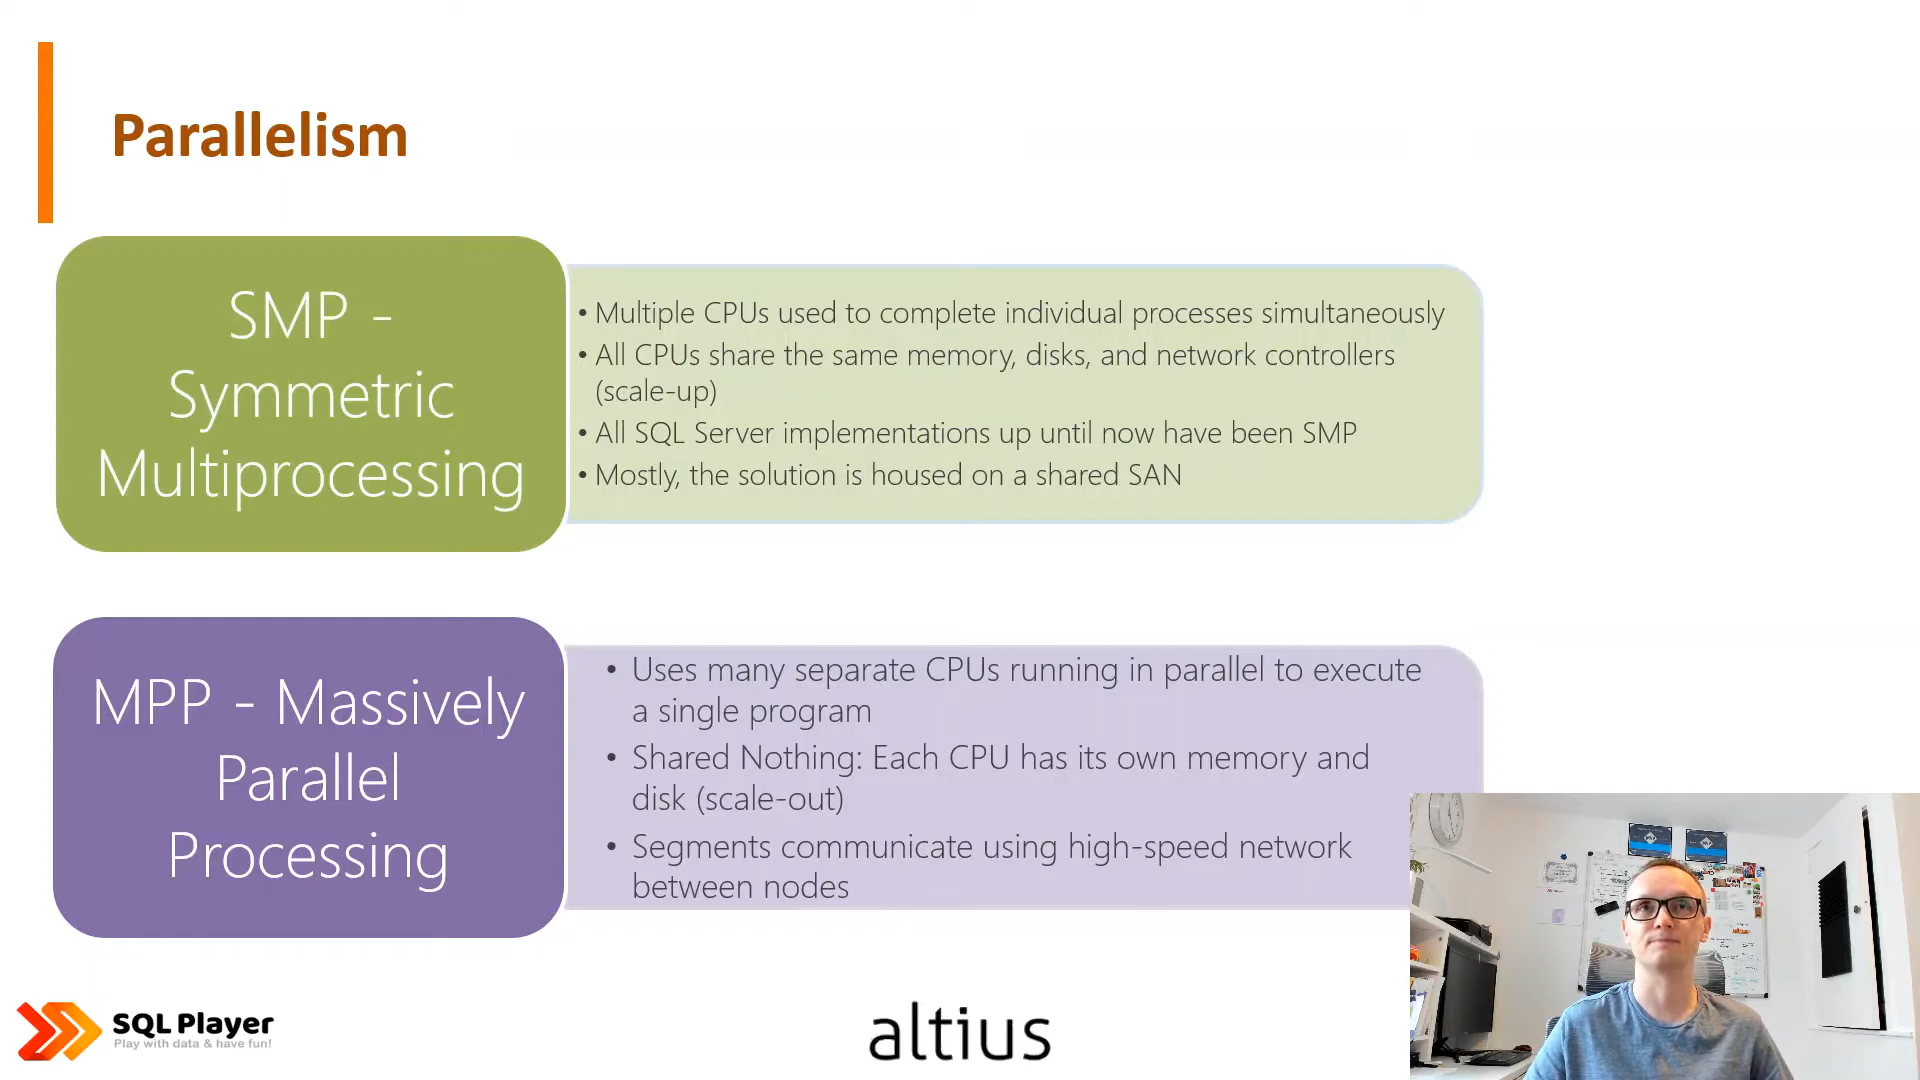 Parallelism
SMP -
Symmetric
Multiprocessing
• Multiple CPUs used to complete individual processes simultaneously
• All CPUs share the same memory, disks, and network controllers
(scale-up)
• All SQL Server implementations up until now have been SMP
• Mostly, the solution is housed on a shared SAN
MPP - Massively
Parallel
Processing
• Uses many separate CPUs running in parallel to execute
a single program
• Shared Nothing: Each CPU has its own memory and
disk (scale-out)
• Segments communicate using high-speed network
between nodes
SQL Player
Play with data & have fun!
altius